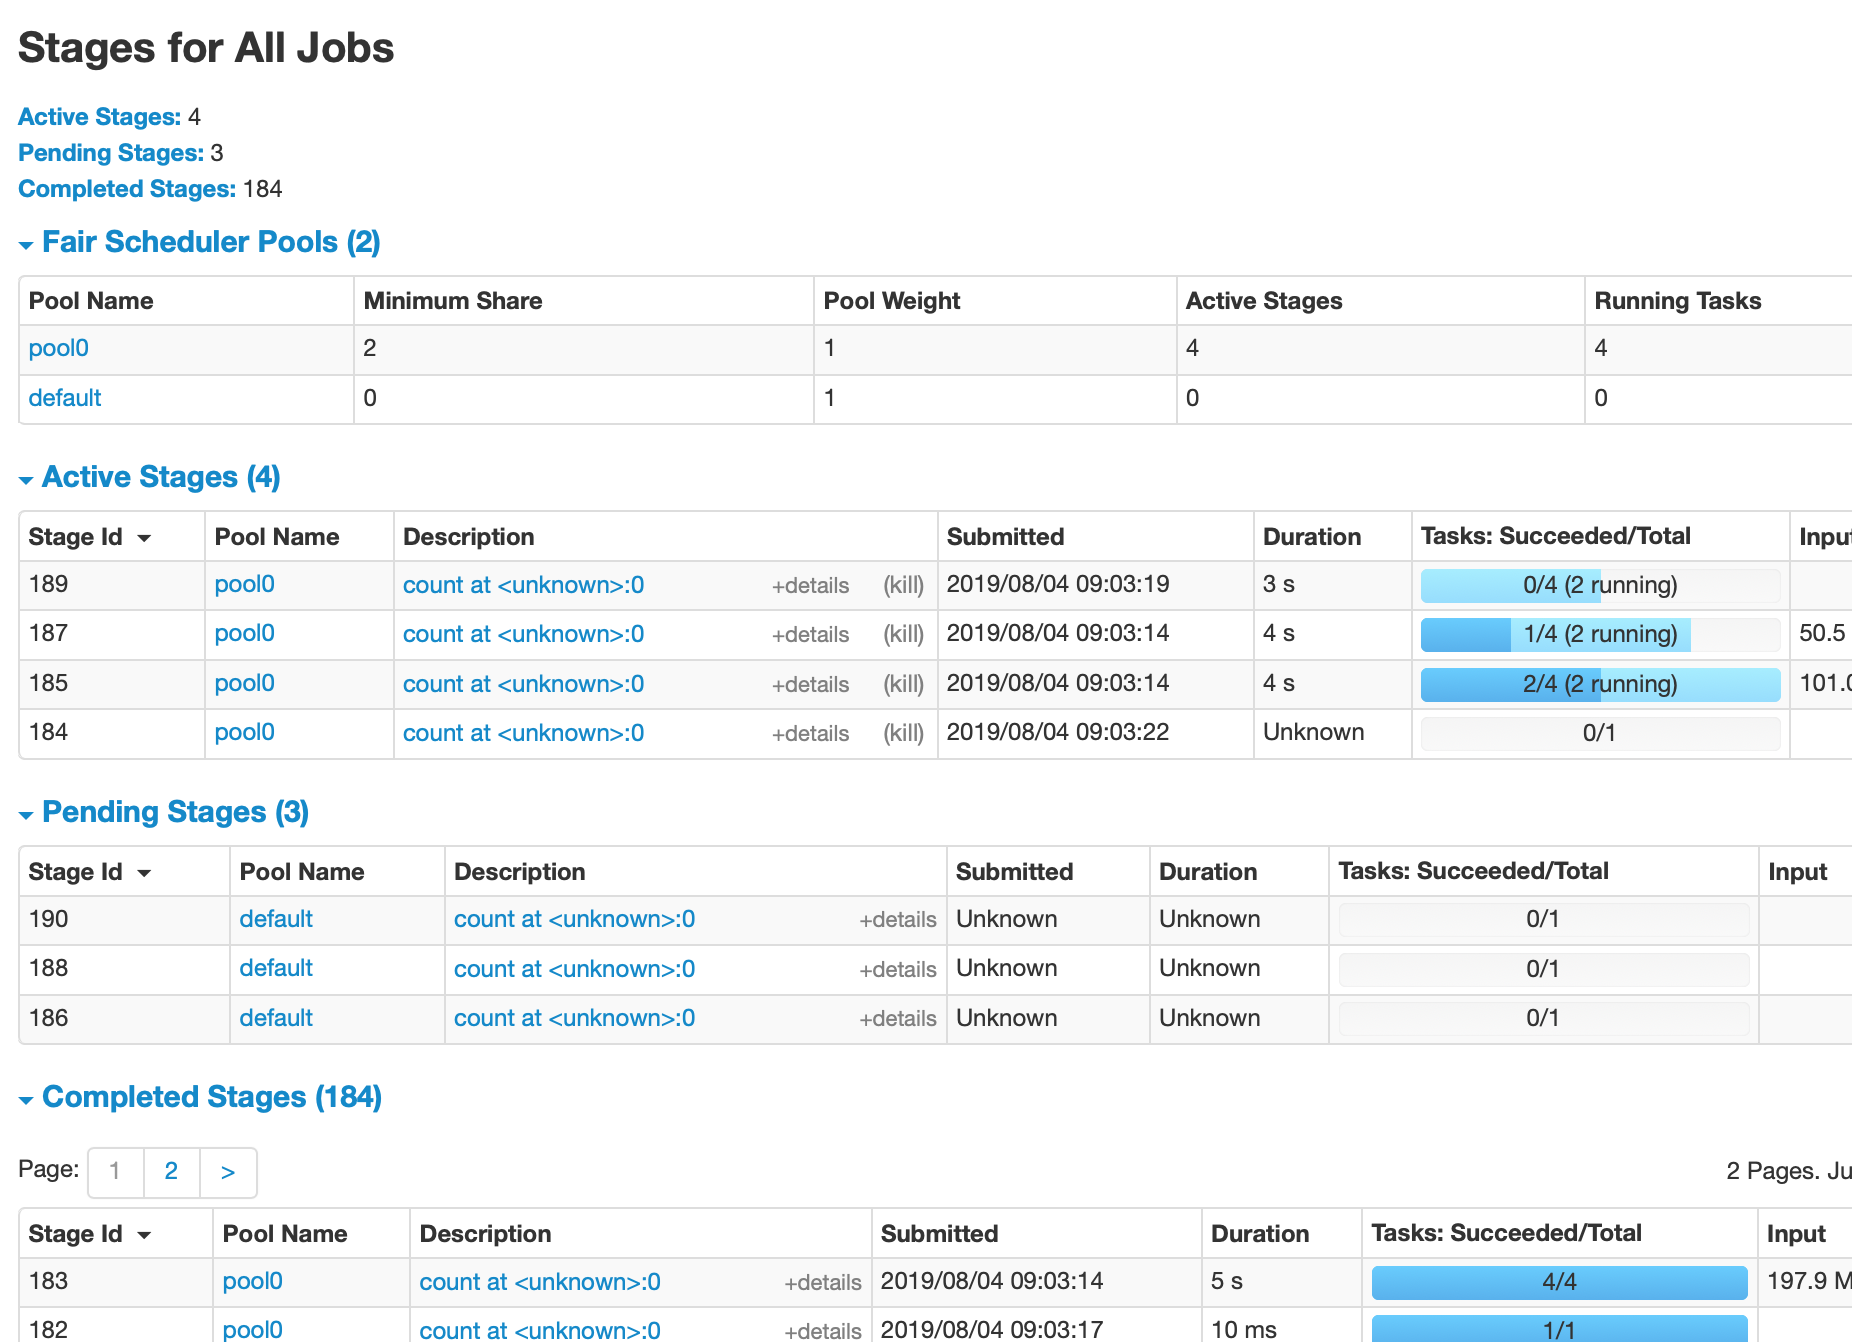 Stages for All Jobs
Active Stages: 4
Pending Stages: 3
Completed Stages: 184
Fair Scheduler Pools (2)
Pool Name Minimum Share Pool Weight Active Stages Running Tasks
pool0 2 1 4 4
default 0 1 0 0
Active Stages (4)
Stage Id Pool Name Description Submitted Duration Tasks: Succeeded/Total Input
189 pool0 count at <unknown>:0 +details (kill) 2019/08/04 09:03:19 3 s 0/4 (2 running)
187 pool0 count at <unknown>:0 +details (kill) 2019/08/04 09:03:14 4 s 1/4 (2 running) 50.5
185 pool0 count at <unknown>:0 +details (kill) 2019/08/04 09:03:14 4 s 2/4 (2 running) 101.0
184 pool0 count at <unknown>:0 +details (kill) 2019/08/04 09:03:22 Unknown 0/1
Pending Stages (3)
Stage Id Pool Name Description Submitted Duration Tasks: Succeeded/Total Input
190 default count at <unknown>:0 +details Unknown Unknown 0/1
188 default count at <unknown>:0 +details Unknown Unknown 0/1
186 default count at <unknown>:0 +details Unknown Unknown 0/1
Completed Stages (184)
Page: 1 2 > 2 Pages. Ju
Stage Id Pool Name Description Submitted Duration Tasks: Succeeded/Total Input
183 pool0 count at <unknown>:0 +details 2019/08/04 09:03:14 5 s 4/4 197.9 M
182 pool0 count at <unknown>:0 +details 2019/08/04 09:03:17 10 ms 1/1